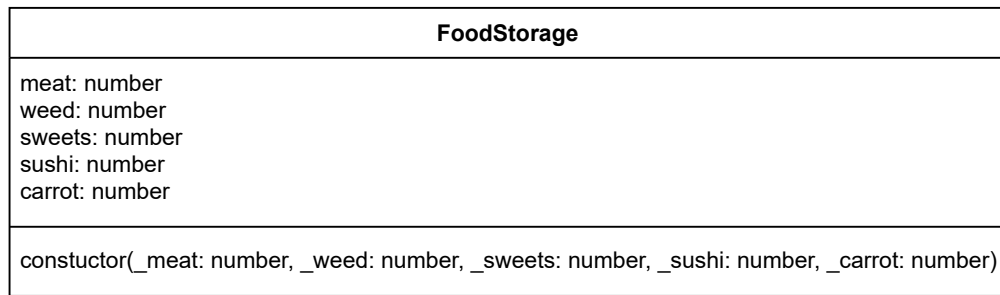 FoodStorage
meat: number
weed: number
sweets: number
sushi: number
carrot: number
constuctor(_meat: number, _weed: number, _sweets: number, _sushi: number, _carrot: number)